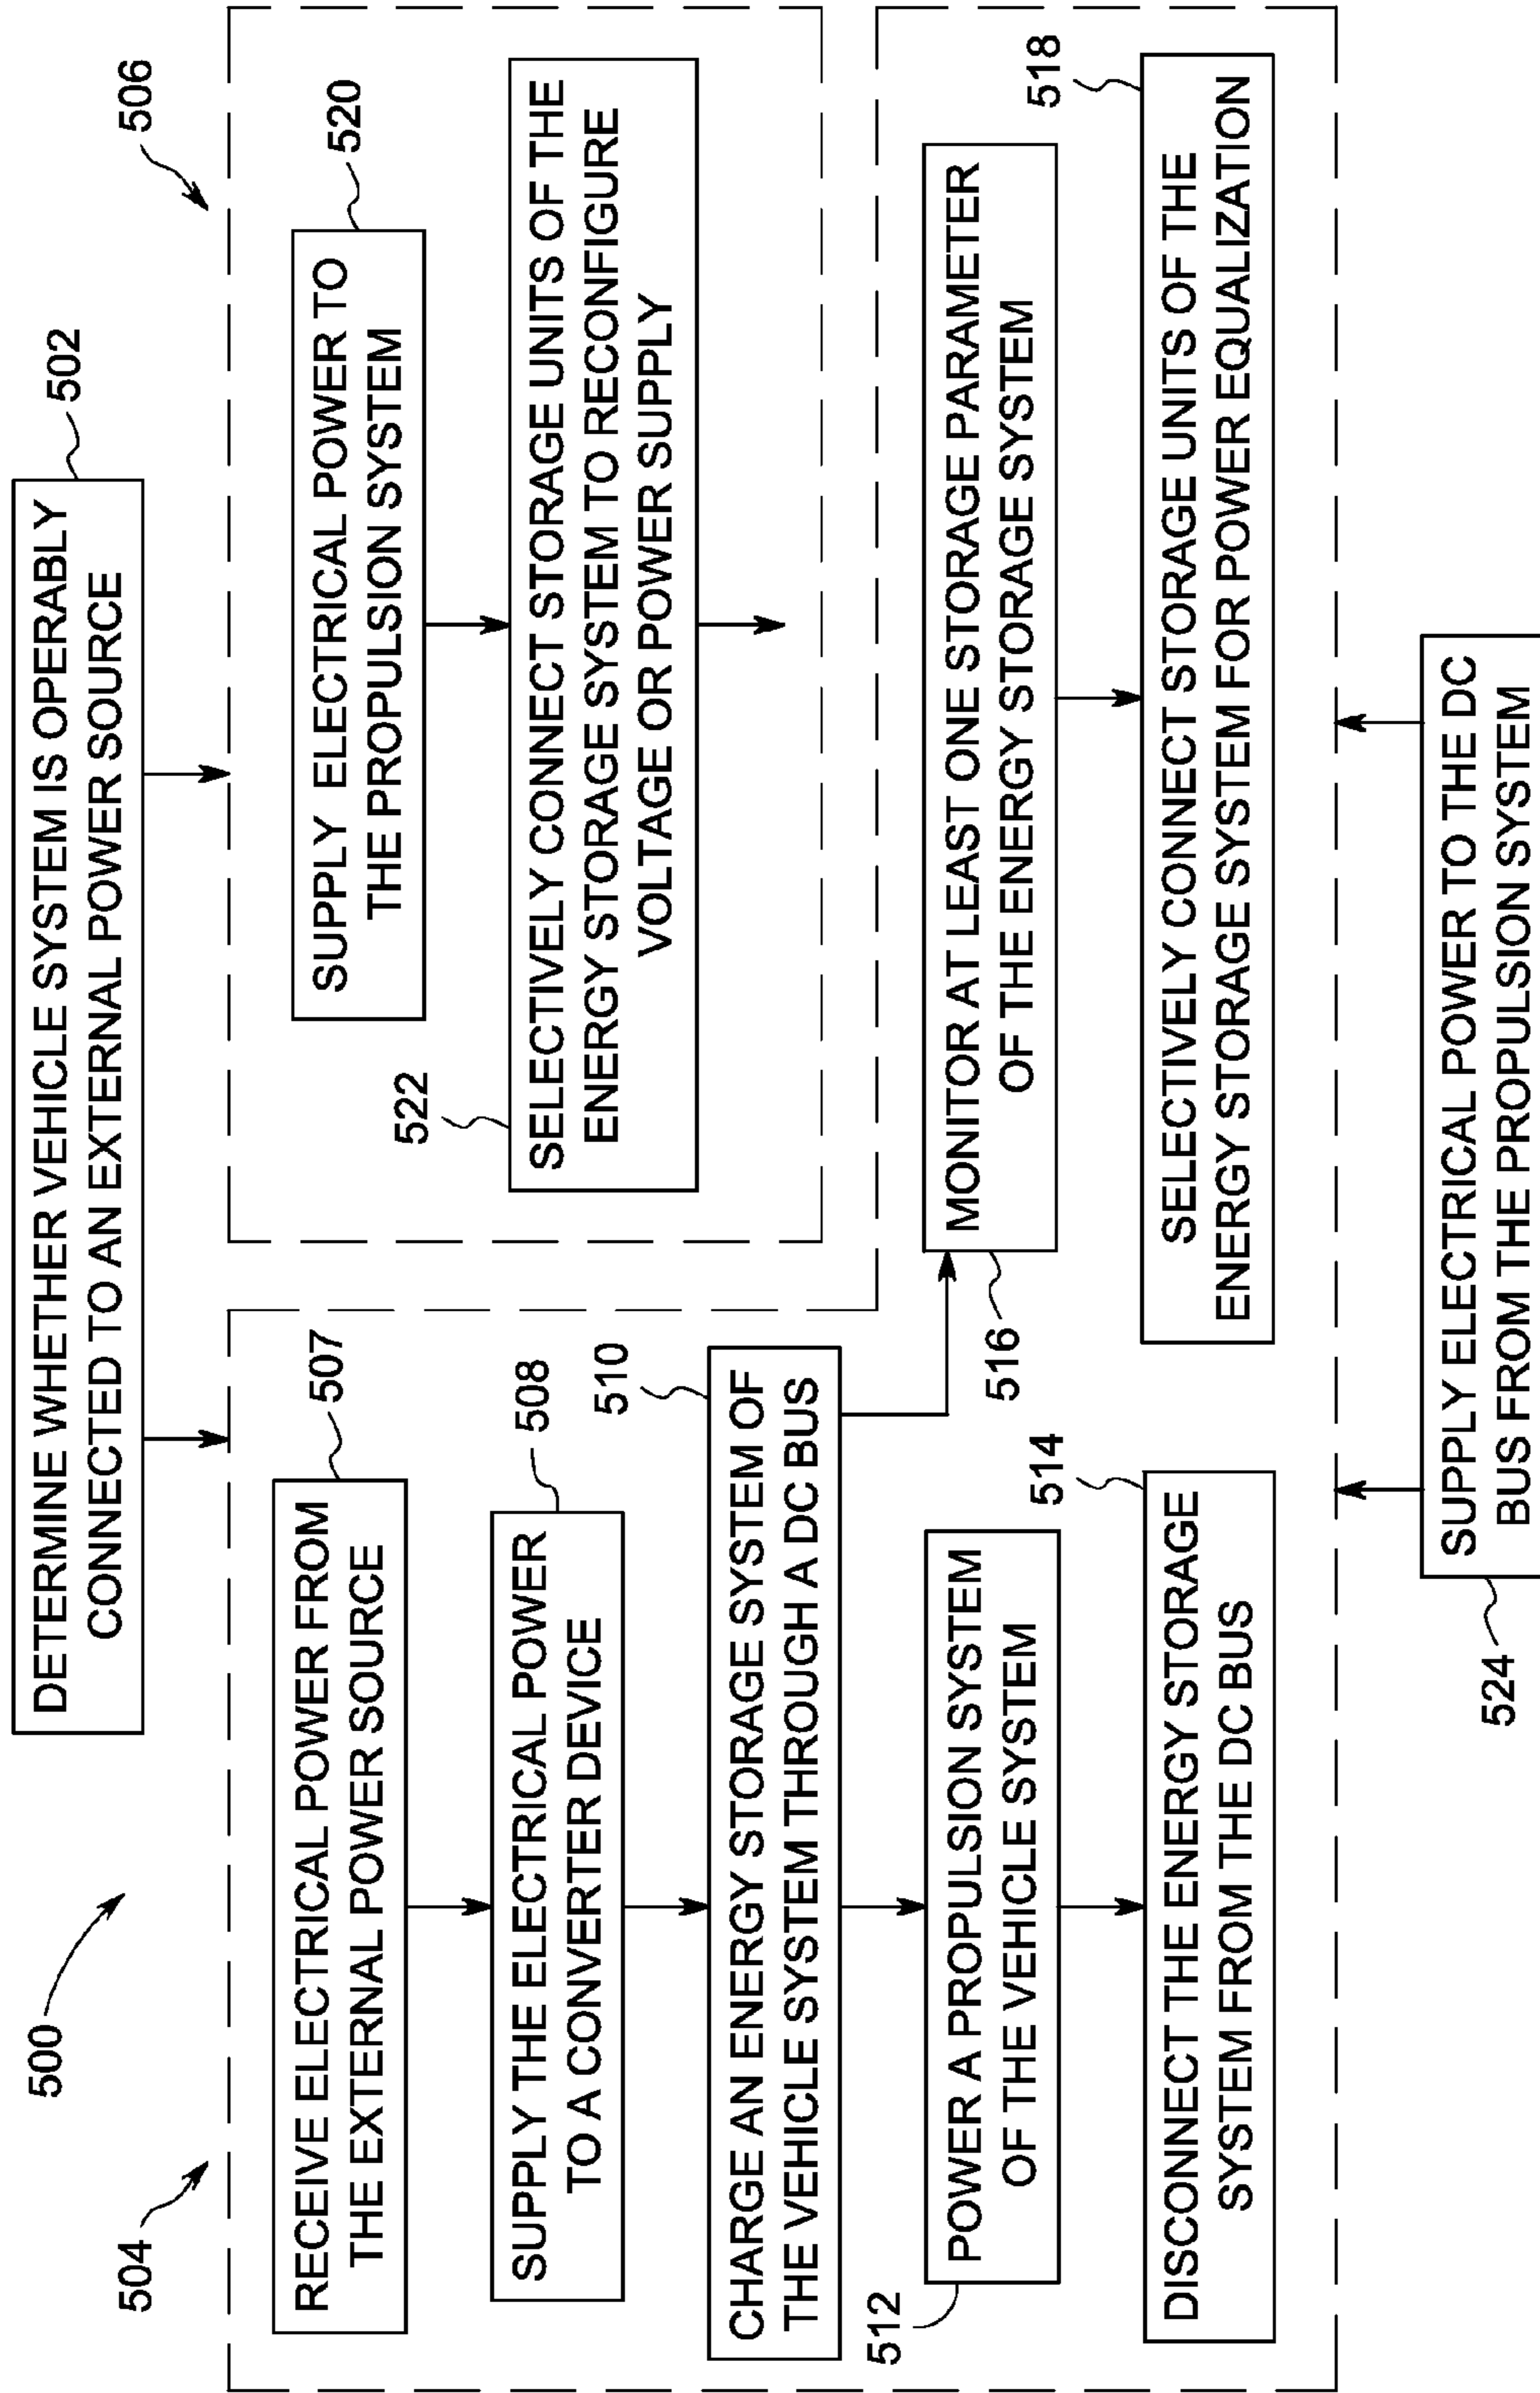 500
502
DETERMINE WHETHER VEHICLE SYSTEM IS OPERABLY
CONNECTED TO AN EXTERNAL POWER SOURCE
504
506
507
RECEIVE ELECTRICAL POWER FROM
THE EXTERNAL POWER SOURCE
508
SUPPLY THE ELECTRICAL POWER
TO A CONVERTER DEVICE
510
CHARGE AN ENERGY STORAGE SYSTEM OF
THE VEHICLE SYSTEM THROUGH A DC BUS
512
POWER A PROPULSION SYSTEM
OF THE VEHICLE SYSTEM
514
DISCONNECT THE ENERGY STORAGE
SYSTEM FROM THE DC BUS
520
SUPPLY ELECTRICAL POWER TO
THE PROPULSION SYSTEM
522
SELECTIVELY CONNECT STORAGE UNITS OF THE
ENERGY STORAGE SYSTEM TO RECONFIGURE
VOLTAGE OR POWER SUPPLY
516
MONITOR AT LEAST ONE STORAGE PARAMETER
OF THE ENERGY STORAGE SYSTEM
518
SELECTIVELY CONNECT STORAGE UNITS OF THE
ENERGY STORAGE SYSTEM FOR POWER EQUALIZATION
524
SUPPLY ELECTRICAL POWER TO THE DC
BUS FROM THE PROPULSION SYSTEM